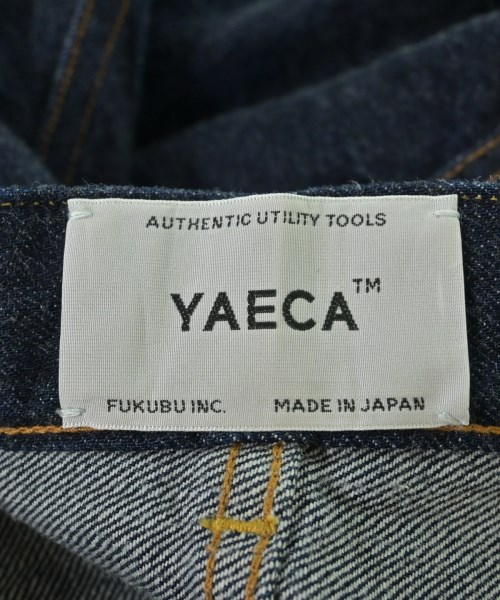 AUTHENTIC UTILITY TOOLS
YAECA™
FUKUBU INC. MADE IN JAPAN